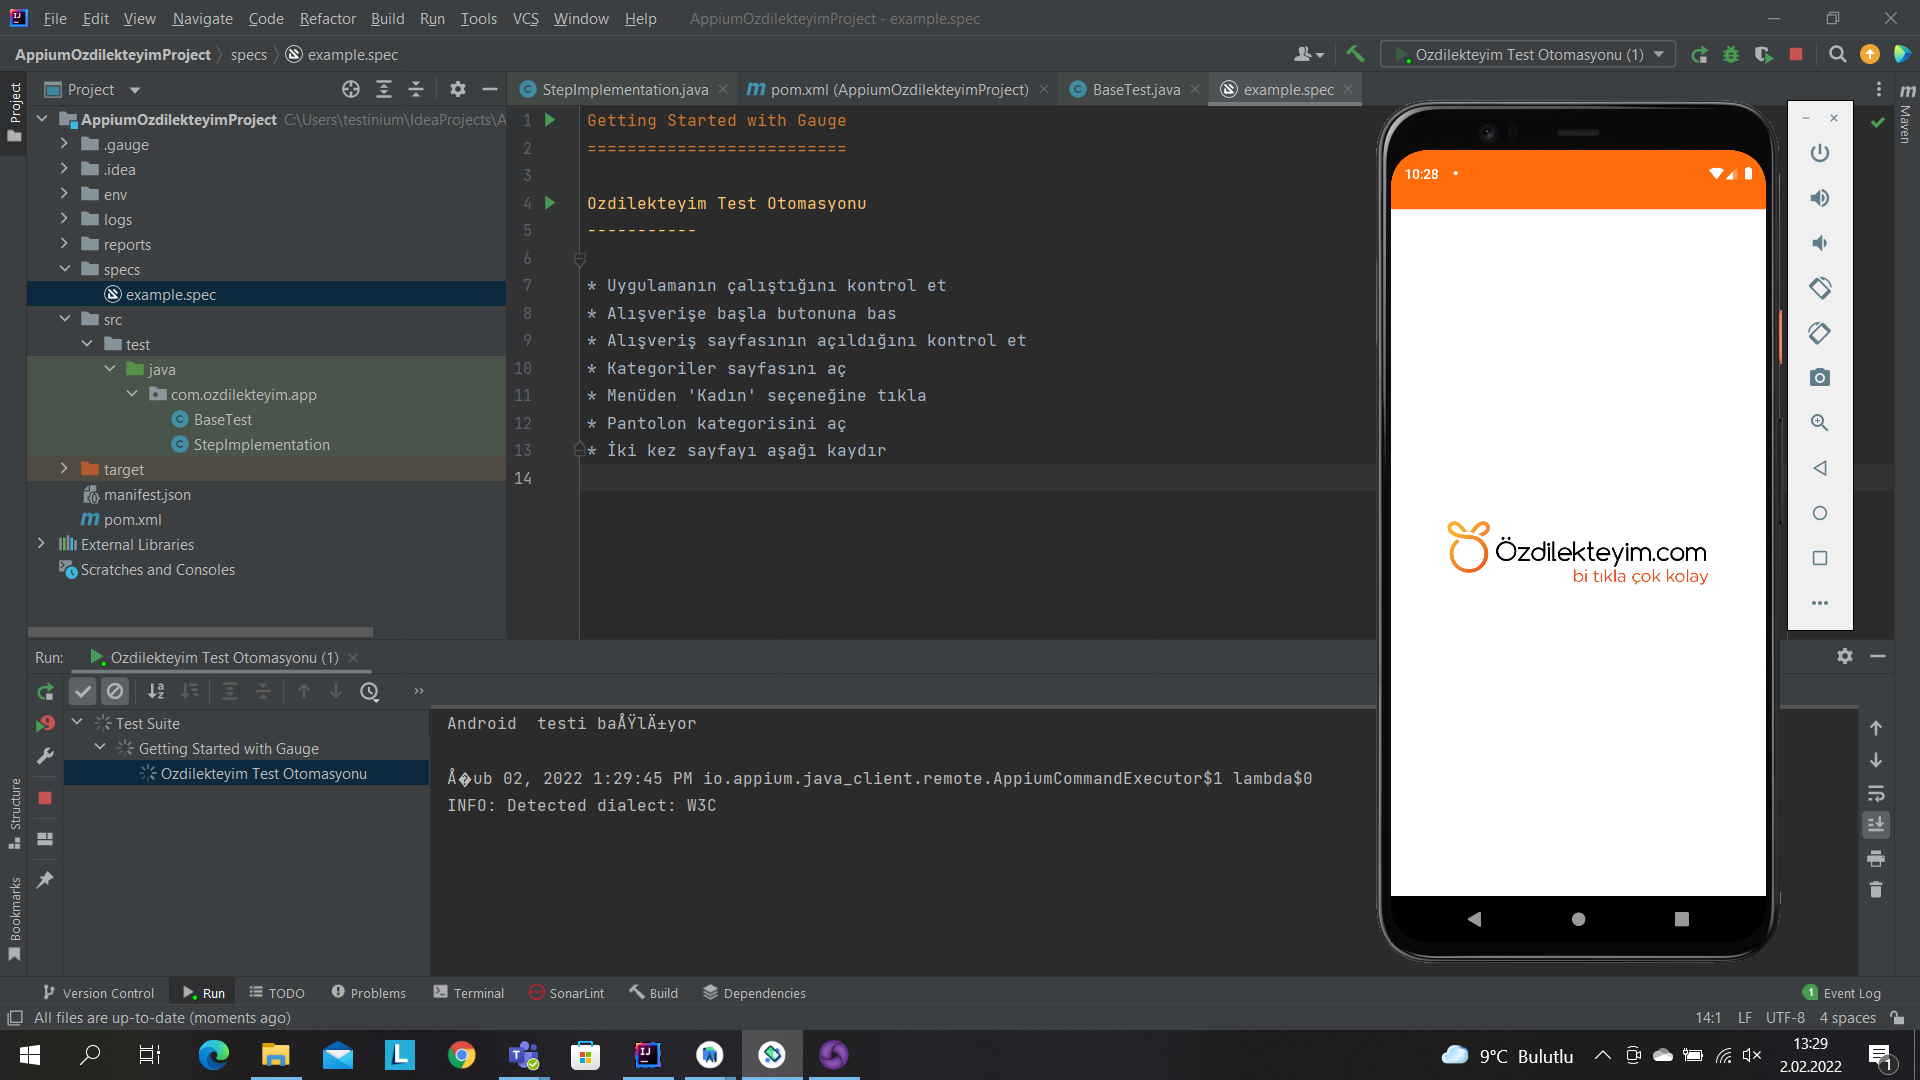 File Edit View Navigate Code Refactor Build Run Tools VCS Window Help AppiumOzdilekteyimProject - example.spec
AppiumOzdilekteyimProject specs example.spec Ozdilekteyim Test Otomasyonu (1)
Project StepImplementation.java pom.xml (AppiumOzdilekteyimProject) BaseTest.java example.spec
Project
Maven
AppiumOzdilekteyimProject C:\Users\testinium\IdeaProjects\A
.gauge
.idea
env
logs
reports
specs
example.spec
src
test
java
com.ozdilekteyim.app
BaseTest
StepImplementation
target
manifest.json
pom.xml
External Libraries
Scratches and Consoles
1 Getting Started with Gauge
2 ==========================
3
4 Ozdilekteyim Test Otomasyonu
5 -----------
6
7 * Uygulamanın çalıştığını kontrol et
8 * Alışverişe başla butonuna bas
9 * Alışveriş sayfasının açıldığını kontrol et
10 * Kategoriler sayfasını aç
11 * Menüden 'Kadın' seçeneğine tıkla
12 * Pantolon kategorisini aç
13 * İki kez sayfayı aşağı kaydır
14
10:28
Özdilekteyim.com
bi tıkla çok kolay
Run: Ozdilekteyim Test Otomasyonu (1)
Test Suite
Getting Started with Gauge
Ozdilekteyim Test Otomasyonu
Android  testi baÅŸlÄ±yor
Å�ub 02, 2022 1:29:45 PM io.appium.java_client.remote.AppiumCommandExecutor$1 lambda$0
INFO: Detected dialect: W3C
Structure
Bookmarks
Version Control Run TODO Problems Terminal SonarLint Build Dependencies 1 Event Log
All files are up-to-date (moments ago) 14:1 LF UTF-8 4 spaces
9°C Bulutlu 13:29
2.02.2022
1